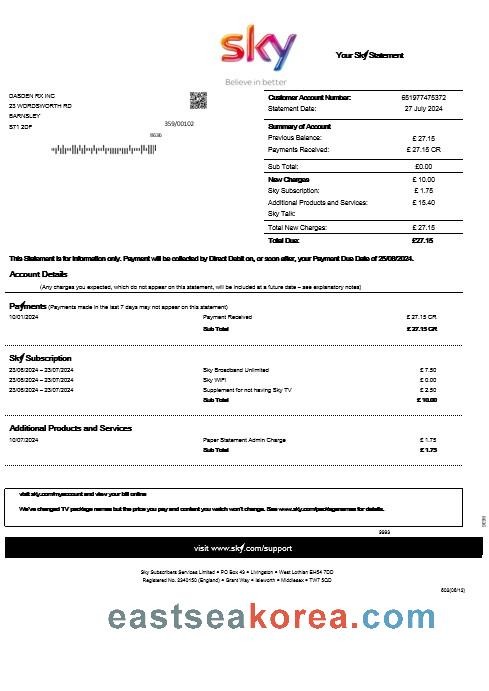 sky
Believe in better
Your Sky Statement
DASDEN RX INC
23 WORDSWORTH RD
BARNSLEY
S71 2DF
359/00102
8636
Customer Account Number: 651977475372
Statement Date: 27 July 2024
Summary of Account
Previous Balance: £ 27.15
Payments Received: £ 27.15 CR
Sub Total: £0.00
New Charges £ 10.00
Sky Subscription: £ 1.75
Additional Products and Services: £ 15.40
Sky Talk:
Total New Charges: £ 27.15
Total Due: £27.15
This Statement is for information only. Payment will be collected by Direct Debit on, or soon after, your Payment Due Date of 25/08/2024.
Account Details
(Any charges you expected, which do not appear on this statement, will be included at a future date – see explanatory notes)
Payments (Payments made in the last 7 days may not appear on this statement)
10/01/2024 Payment Received £ 27.15 CR
Sub Total £ 27.15 CR
Sky Subscription
23/06/2024 – 23/07/2024 Sky Broadband Unlimited £ 7.50
23/06/2024 – 23/07/2024 Sky WIFI £ 0.00
23/06/2024 – 23/07/2024 Supplement for not having Sky TV £ 2.50
Sub Total £ 10.00
Additional Products and Services
10/07/2024 Paper Statement Admin Charge £ 1.75
Sub Total £ 1.75
visit sky.com/myaccount and view your bill online
We've changed TV package names but the price you pay and content you watch won't change. See www.sky.com/packagenames for details.
visit www.sky.com/support
Sky Subscribers Services Limited • PO Box 43 • Livingston • West Lothian EH54 7DD
Registered No. 2340150 (England) • Grant Way • Isleworth • Middlesex • TW7 5QD
eastseakorea.com